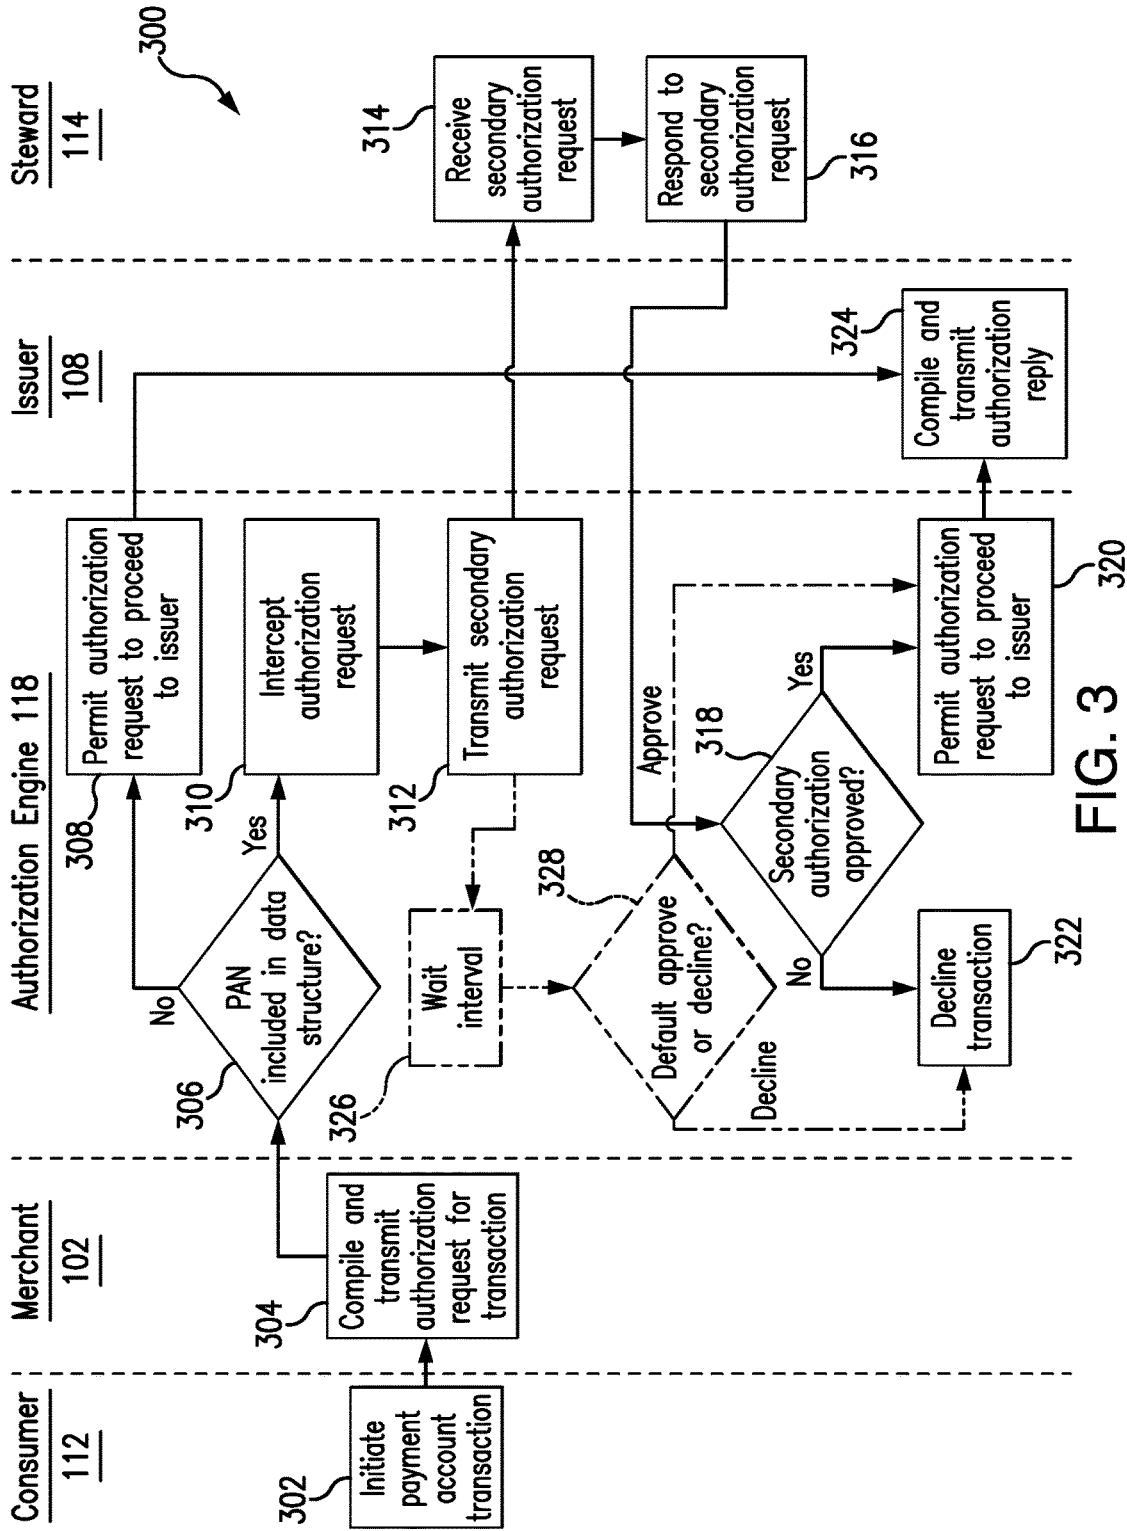 Consumer
112
Merchant
102
Authorization Engine 118
Issuer
108
Steward
114
300
302
Initiate
payment
account
transaction
304
Compile and
transmit
authorization
request for
transaction
306
PAN
included in data
structure?
No
Yes
308
Permit authorization
request to proceed
to issuer
310
Intercept
authorization
request
312
Transmit secondary
authorization
request
314
Receive
secondary
authorization
request
316
Respond to
secondary
authorization
request
326
Wait
interval
328
Default approve
or decline?
Approve
Decline
318
Secondary
authorization
approved?
No
Yes
322
Decline
transaction
320
Permit authorization
request to proceed
to issuer
324
Compile and
transmit
authorization
reply
FIG. 3